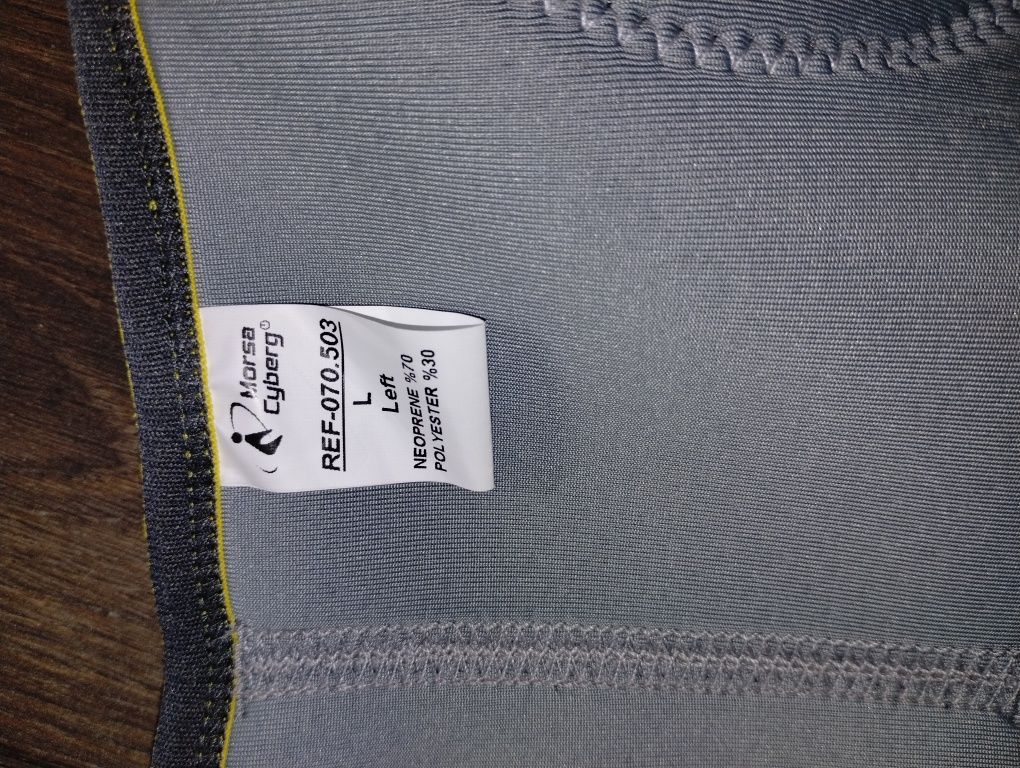 Morsa
Cyberg®
REF-070.503
L
Left
NEOPRENE %70
POLYESTER %30